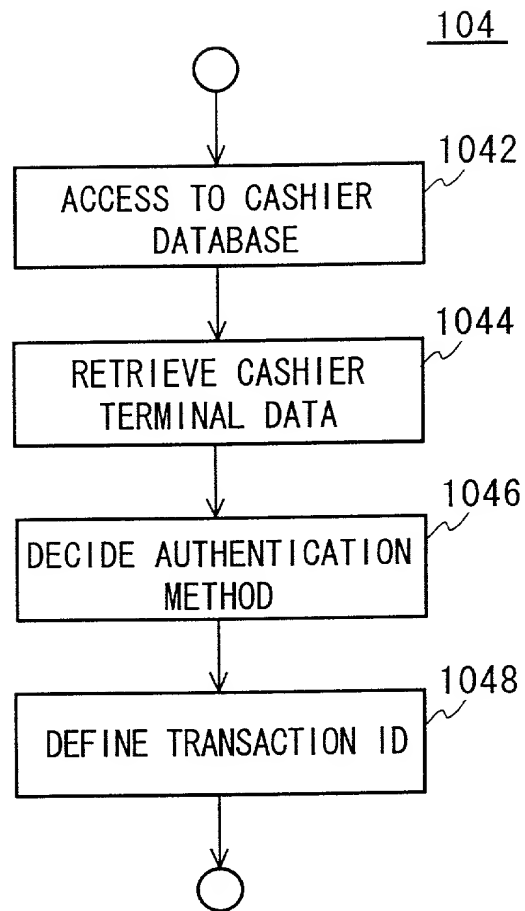 104
1042
ACCESS TO CASHIER
DATABASE
1044
RETRIEVE CASHIER
TERMINAL DATA
1046
DECIDE AUTHENTICATION
METHOD
1048
DEFINE TRANSACTION ID